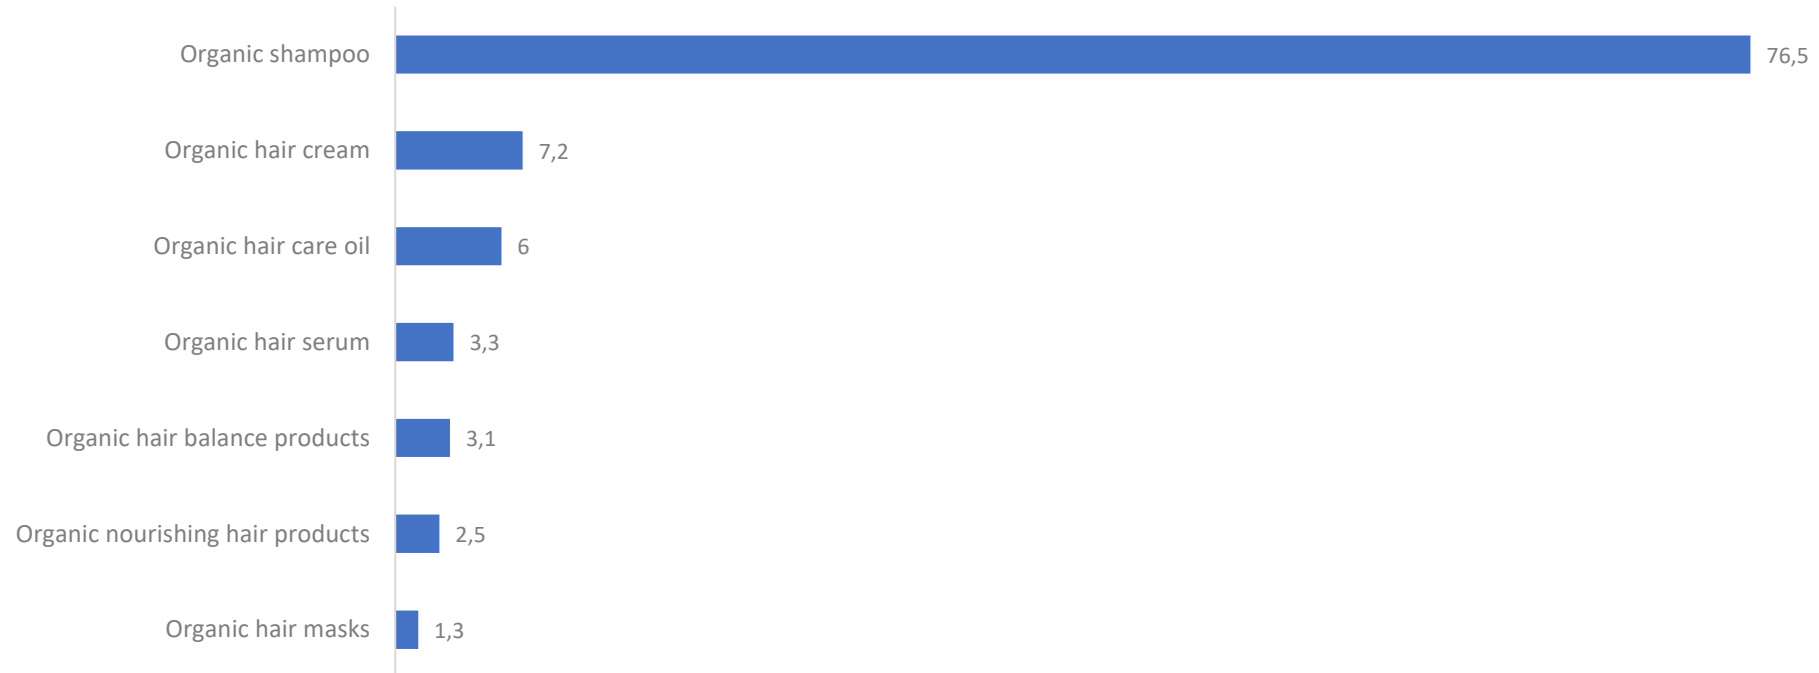 Organic shampoo 76,5
Organic hair cream 7,2
Organic hair care oil 6
Organic hair serum 3,3
Organic hair balance products 3,1
Organic nourishing hair products 2,5
Organic hair masks 1,3